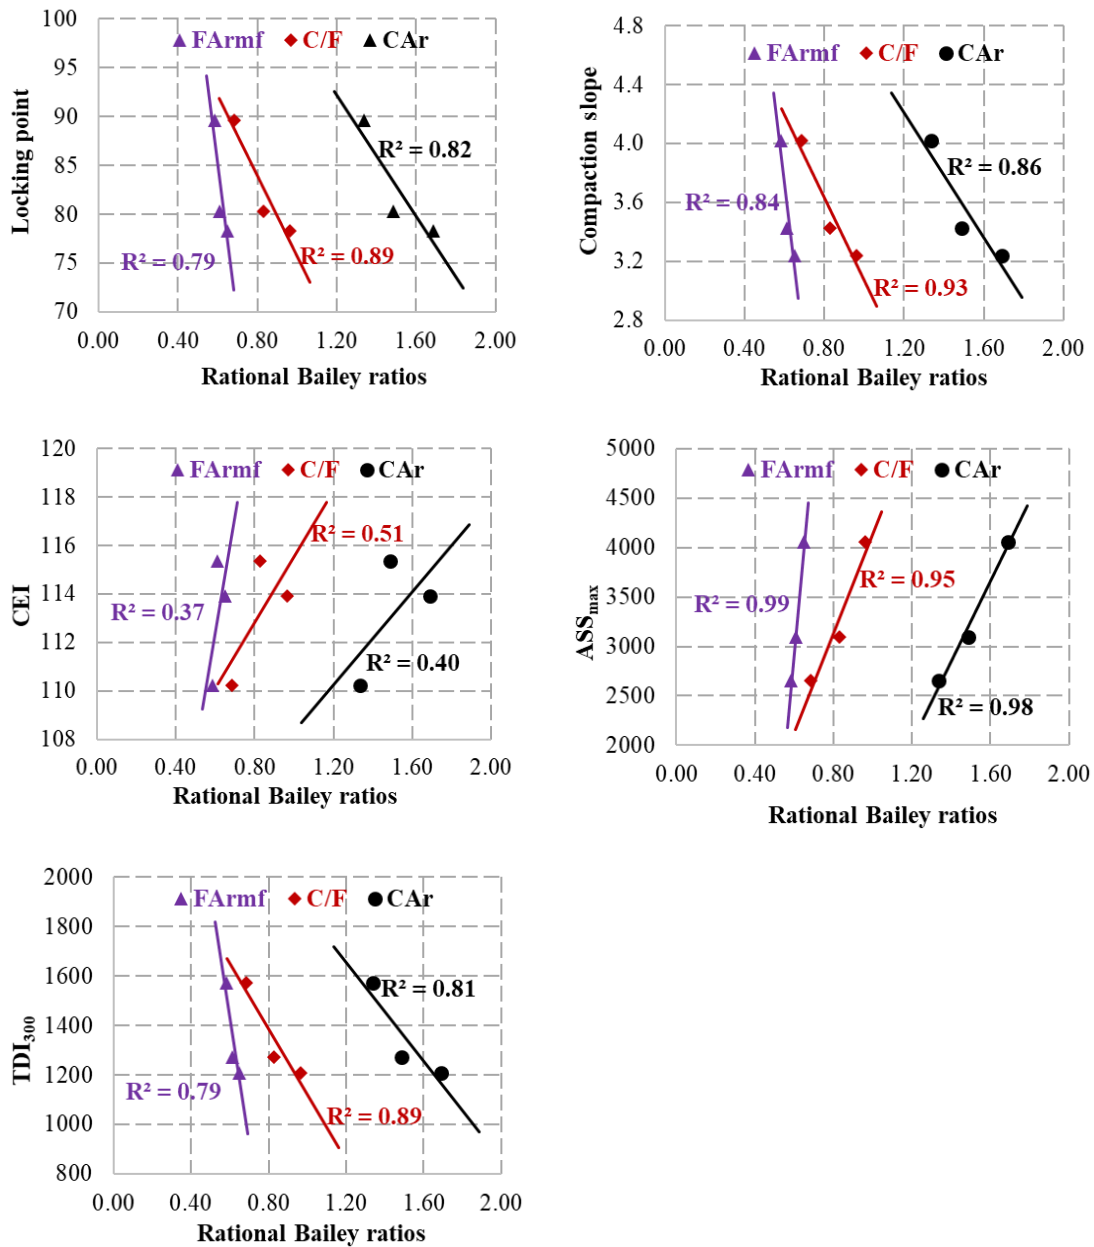 100
95
90
85
80
75
70
Locking point
FArmf C/F CAr
R² = 0.82
R² = 0.79
R² = 0.89
0.00 0.40 0.80 1.20 1.60 2.00
Rational Bailey ratios
4.8
4.4
4.0
3.6
3.2
2.8
Compaction slope
FArmf C/F CAr
R² = 0.86
R² = 0.84
R² = 0.93
0.00 0.40 0.80 1.20 1.60 2.00
Rational Bailey ratios
120
118
116
114
112
110
108
CEI
FArmf C/F CAr
R² = 0.51
R² = 0.37
R² = 0.40
0.00 0.40 0.80 1.20 1.60 2.00
Rational Bailey ratios
5000
4500
4000
3500
3000
2500
2000
ASSmax
FArmf C/F CAr
R² = 0.95
R² = 0.99
R² = 0.98
0.00 0.40 0.80 1.20 1.60 2.00
Rational Bailey ratios
2000
1800
1600
1400
1200
1000
800
TDI300
FArmf C/F CAr
R² = 0.81
R² = 0.79
R² = 0.89
0.00 0.40 0.80 1.20 1.60 2.00
Rational Bailey ratios